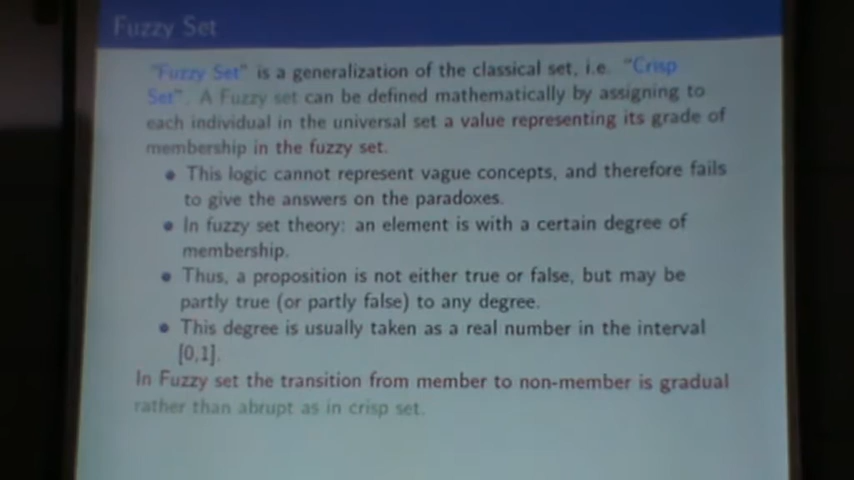 Fuzzy Set
"Fuzzy Set" is a generalization of the classical set, i.e. "Crisp
Set". A Fuzzy set can be defined mathematically by assigning to
each individual in the universal set a value representing its grade of
membership in the fuzzy set.
• This logic cannot represent vague concepts, and therefore fails
to give the answers on the paradoxes.
• In fuzzy set theory: an element is with a certain degree of
membership.
• Thus, a proposition is not either true or false, but may be
partly true (or partly false) to any degree.
• This degree is usually taken as a real number in the interval
[0,1].
In Fuzzy set the transition from member to non-member is gradual
rather than abrupt as in crisp set.